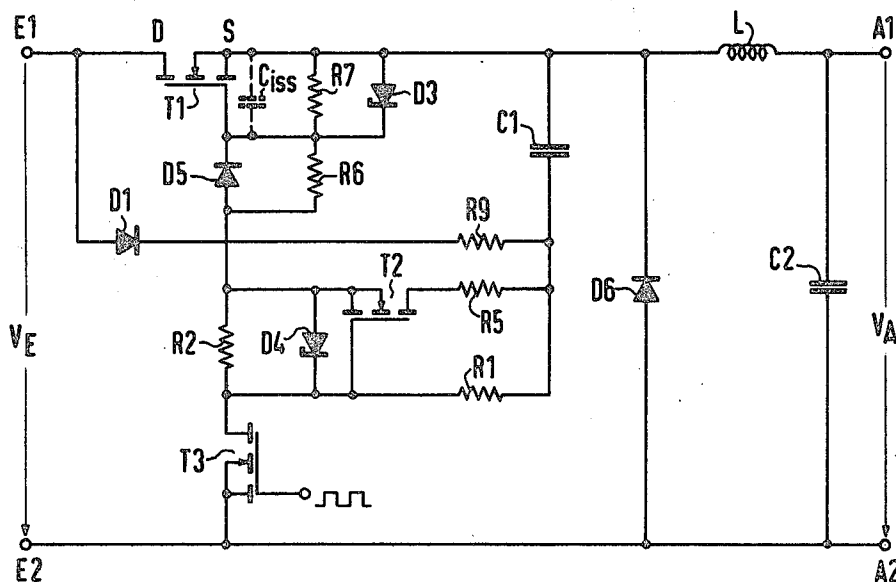 E1 D S L A1
T1 Ciss R7 D3
C1
D5 R6
D1 R9
T2 C2
VE R2 D4 R5 D6 VA
R1
T3
E2 A2